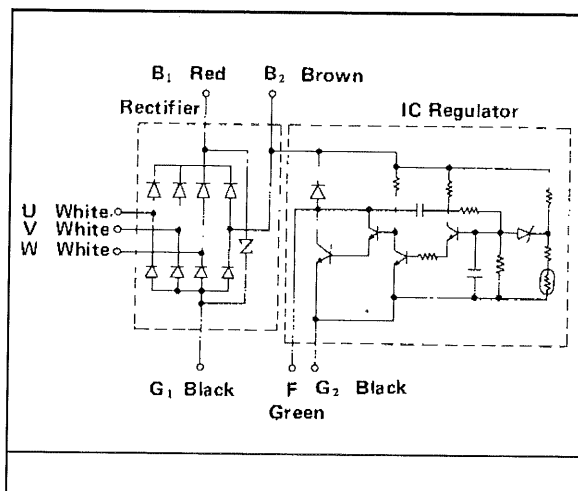 B₁ Red B₂ Brown
Rectifier IC Regulator
U White
V White
W White
G₁ Black F G₂ Black
Green